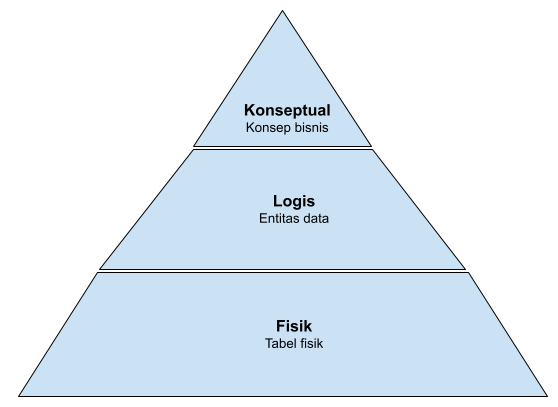 Konseptual
Konsep bisnis
Logis
Entitas data
Fisik
Tabel fisik